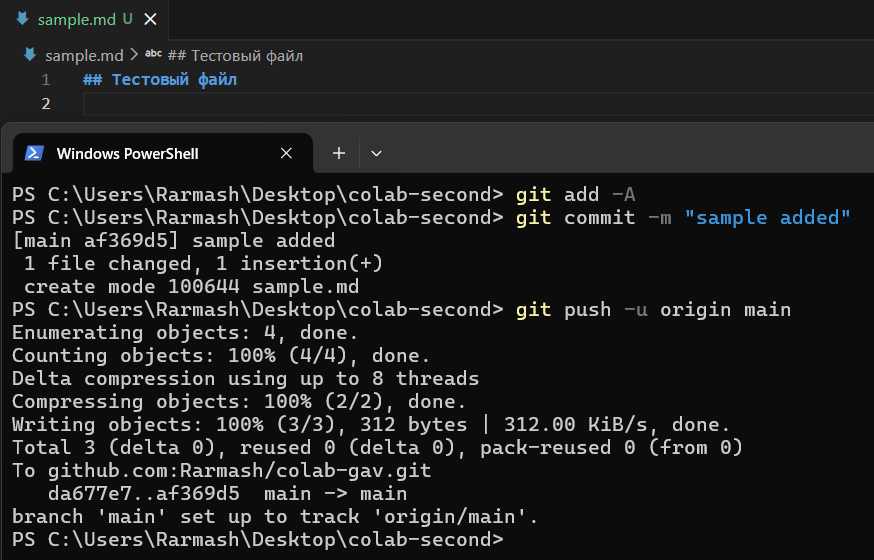 sample.md U
sample.md > abc ## Тестовый файл
1 ## Тестовый файл
2
Windows PowerShell
PS C:\Users\Rarmash\Desktop\colab-second> git add -A
PS C:\Users\Rarmash\Desktop\colab-second> git commit -m "sample added"
[main af369d5] sample added
 1 file changed, 1 insertion(+)
 create mode 100644 sample.md
PS C:\Users\Rarmash\Desktop\colab-second> git push -u origin main
Enumerating objects: 4, done.
Counting objects: 100% (4/4), done.
Delta compression using up to 8 threads
Compressing objects: 100% (2/2), done.
Writing objects: 100% (3/3), 312 bytes | 312.00 KiB/s, done.
Total 3 (delta 0), reused 0 (delta 0), pack-reused 0 (from 0)
To github.com:Rarmash/colab-gav.git
   da677e7..af369d5  main -> main
branch 'main' set up to track 'origin/main'.
PS C:\Users\Rarmash\Desktop\colab-second>